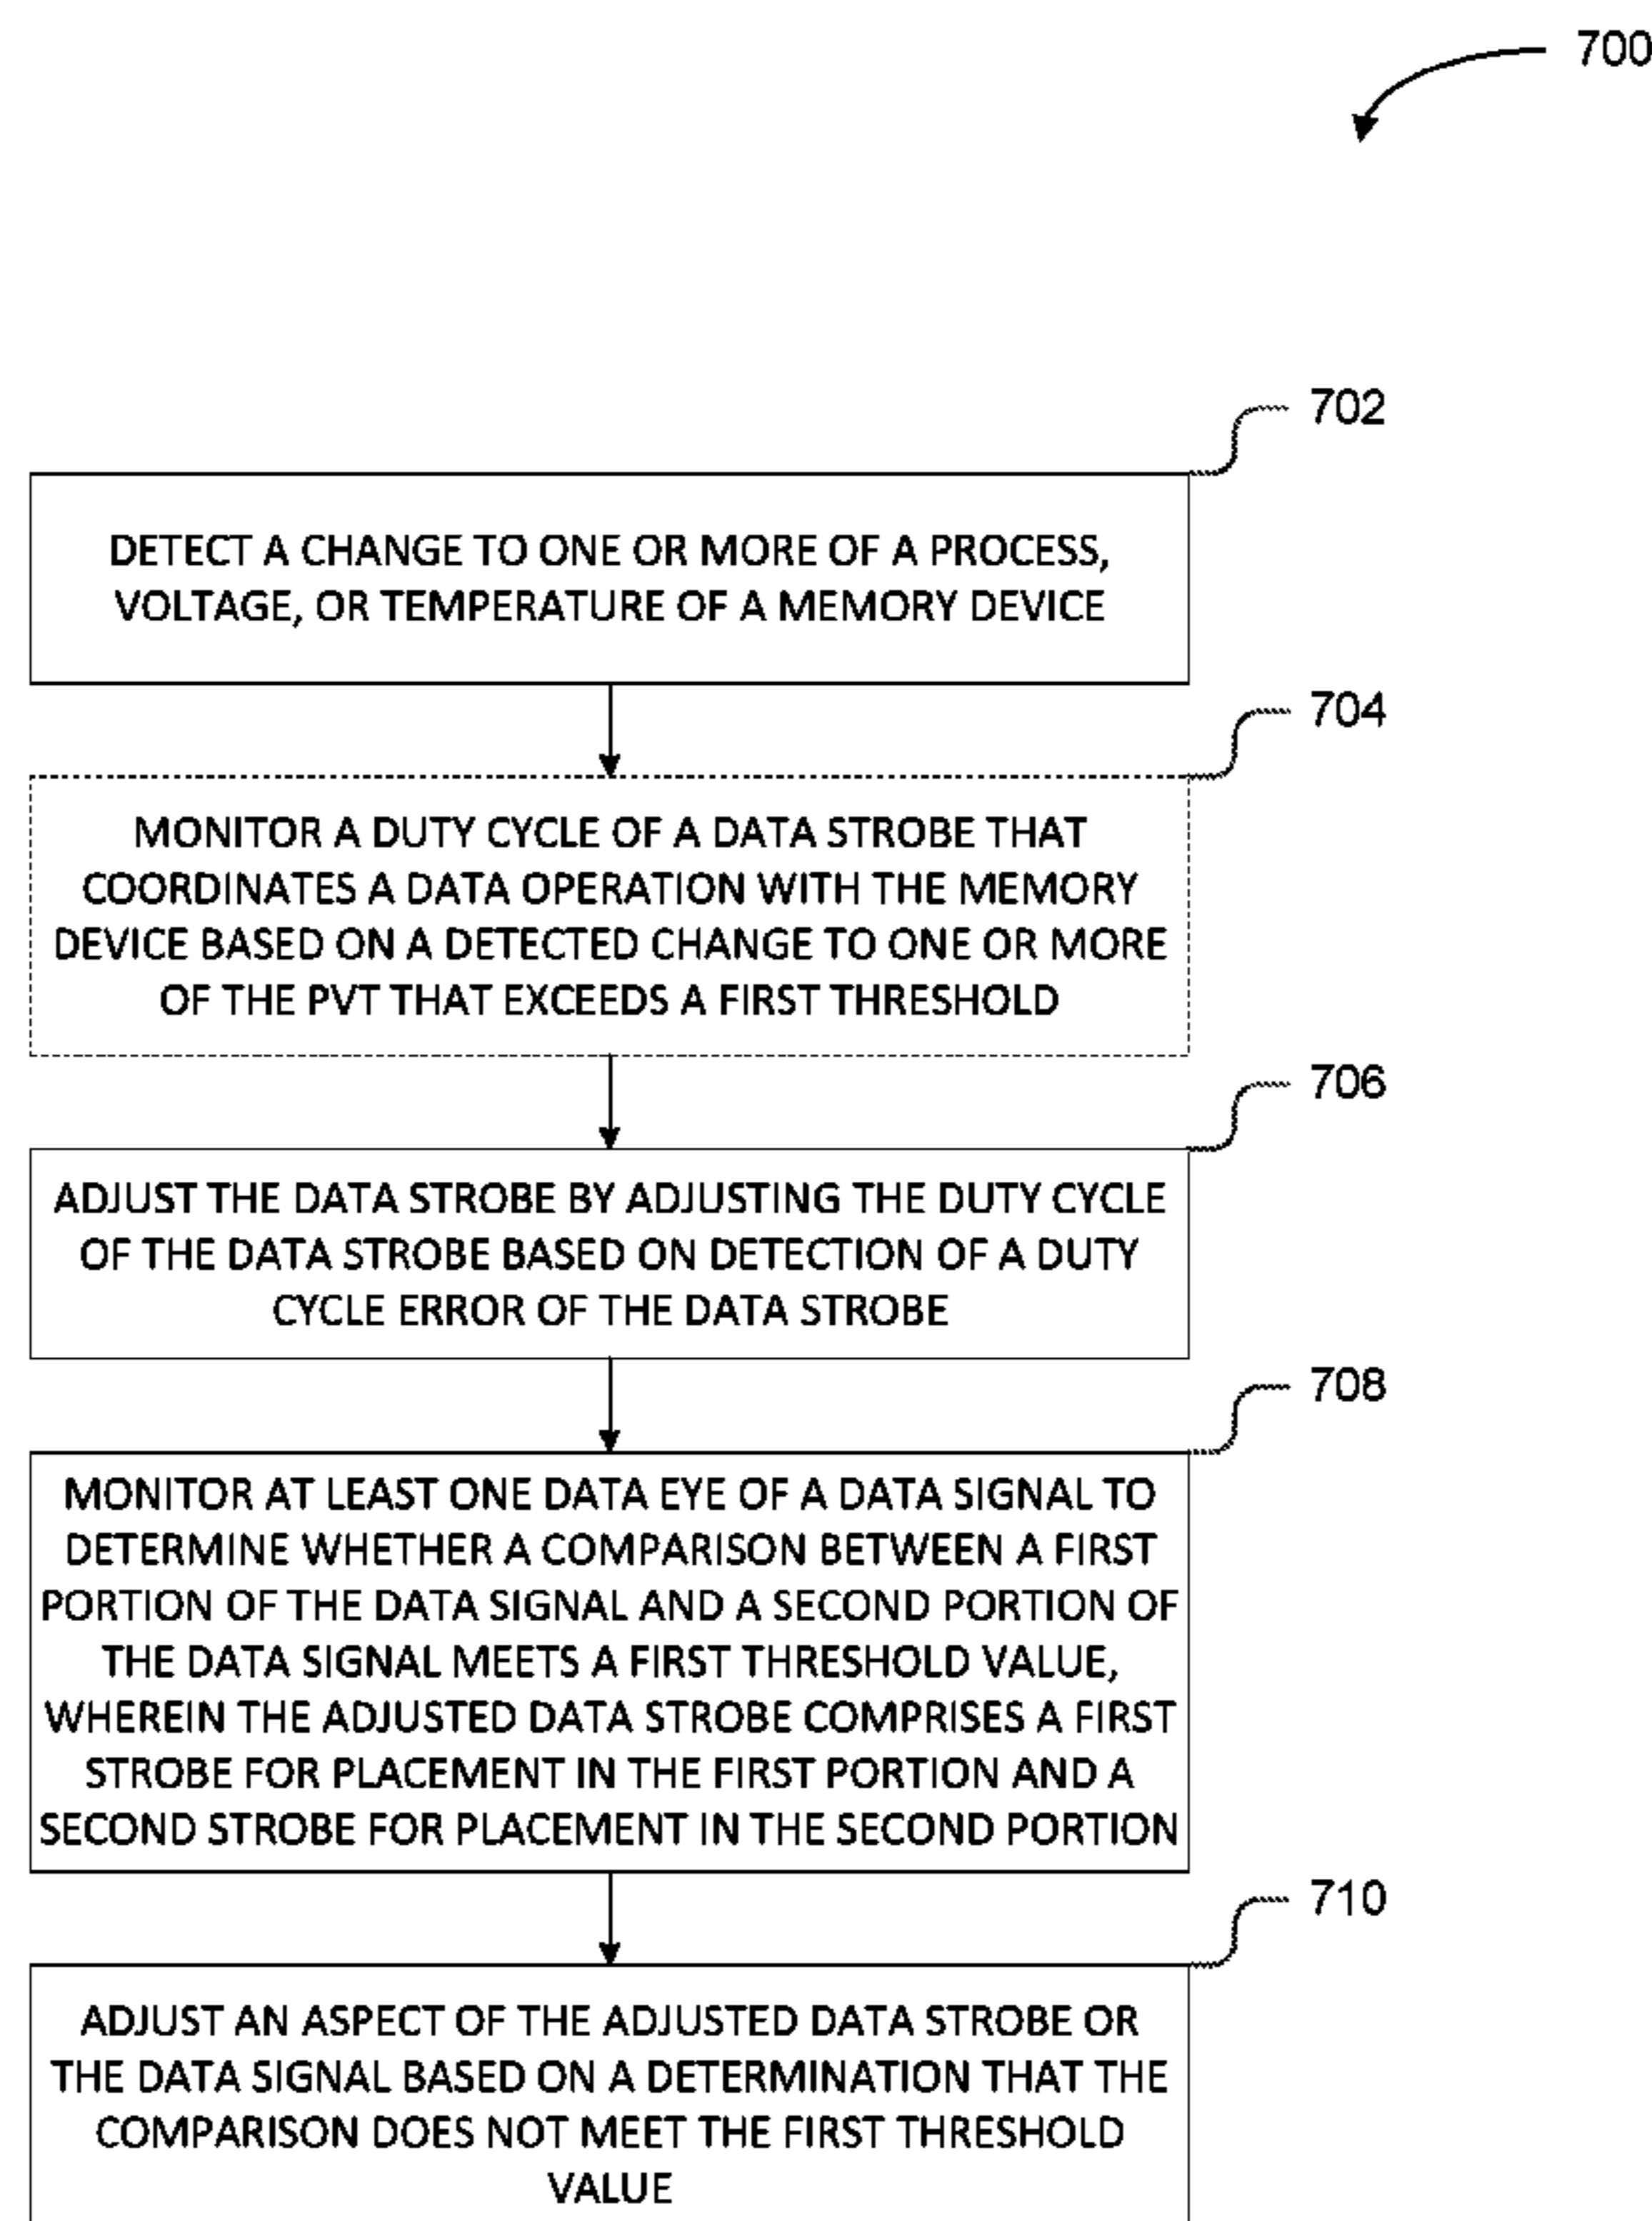 700
702
DETECT A CHANGE TO ONE OR MORE OF A PROCESS,
VOLTAGE, OR TEMPERATURE OF A MEMORY DEVICE
704
MONITOR A DUTY CYCLE OF A DATA STROBE THAT
COORDINATES A DATA OPERATION WITH THE MEMORY
DEVICE BASED ON A DETECTED CHANGE TO ONE OR MORE
OF THE PVT THAT EXCEEDS A FIRST THRESHOLD
706
ADJUST THE DATA STROBE BY ADJUSTING THE DUTY CYCLE
OF THE DATA STROBE BASED ON DETECTION OF A DUTY
CYCLE ERROR OF THE DATA STROBE
708
MONITOR AT LEAST ONE DATA EYE OF A DATA SIGNAL TO
DETERMINE WHETHER A COMPARISON BETWEEN A FIRST
PORTION OF THE DATA SIGNAL AND A SECOND PORTION OF
THE DATA SIGNAL MEETS A FIRST THRESHOLD VALUE,
WHEREIN THE ADJUSTED DATA STROBE COMPRISES A FIRST
STROBE FOR PLACEMENT IN THE FIRST PORTION AND A
SECOND STROBE FOR PLACEMENT IN THE SECOND PORTION
710
ADJUST AN ASPECT OF THE ADJUSTED DATA STROBE OR
THE DATA SIGNAL BASED ON A DETERMINATION THAT THE
COMPARISON DOES NOT MEET THE FIRST THRESHOLD
VALUE